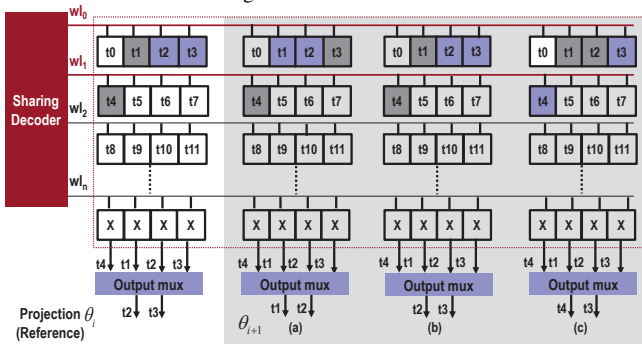 wl0
t0 t1 t2 t3 t0 t1 t2 t3 t0 t1 t2 t3 t0 t1 t2 t3
wl1
Sharing
Decoder
t4 t5 t6 t7 t4 t5 t6 t7 t4 t5 t6 t7 t4 t5 t6 t7
wl2
t8 t9 t10 t11 t8 t9 t10 t11 t8 t9 t10 t11 t8 t9 t10 t11
wln
X X X X X X X X X X X X X X X X
t4 t1 t2 t3 t4 t1 t2 t3 t4 t1 t2 t3 t4 t1 t2 t3
Output mux Output mux Output mux Output mux
t2 t3 t1 t2 t2 t3 t4 t3
Projection θi
(Reference)
θi+1 (a) (b) (c)